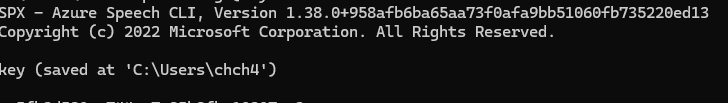 SPX - Azure Speech CLI, Version 1.38.0+958afb6ba65aa73f0afa9bb51060fb735220ed13
Copyright (c) 2022 Microsoft Corporation. All Rights Reserved.
key (saved at 'C:\Users\chch4')